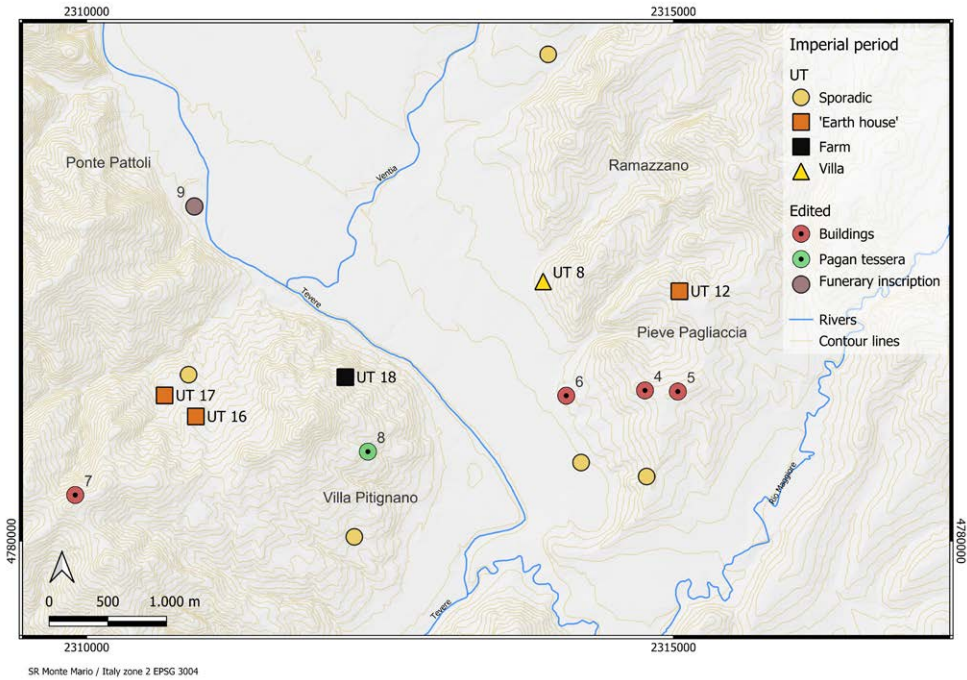 2310000
2315000
Imperial period
UT
Sporadic
'Earth house'
Farm
Villa
Edited
Buildings
Pagan tessera
Funerary inscription
Rivers
Contour lines
Ponte Pattoli
Ventia
Ramazzano
9
UT 8
UT 12
Tevere
Pieve Pagliaccia
UT 18
UT 17
6
4
5
UT 16
8
7
Villa Pitignano
Rio Maggiore
4780000
4780000
0 500 1.000 m
Tevere
2310000
2315000
SR Monte Mario / Italy zone 2 EPSG 3004